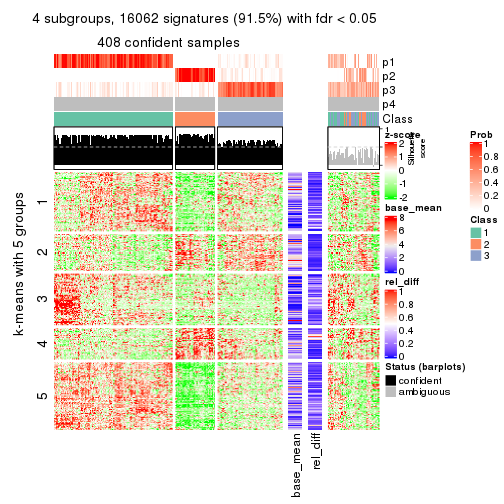 4 subgroups, 16062 signatures (91.5%) with fdr < 0.05
408 confident samples
p1
p2
p3
p4
Class
1
Silhouette
score
k-means with 5 groups
1
2
3
4
5
base_mean
rel_diff
z-score
2
1
0
-1
-2
base_mean
8
6
4
2
0
rel_diff
1
0.8
0.6
0.4
0.2
0
Status (barplots)
confident
ambiguous
Prob
1
0.8
0.6
0.4
0.2
0
Class
1
2
3